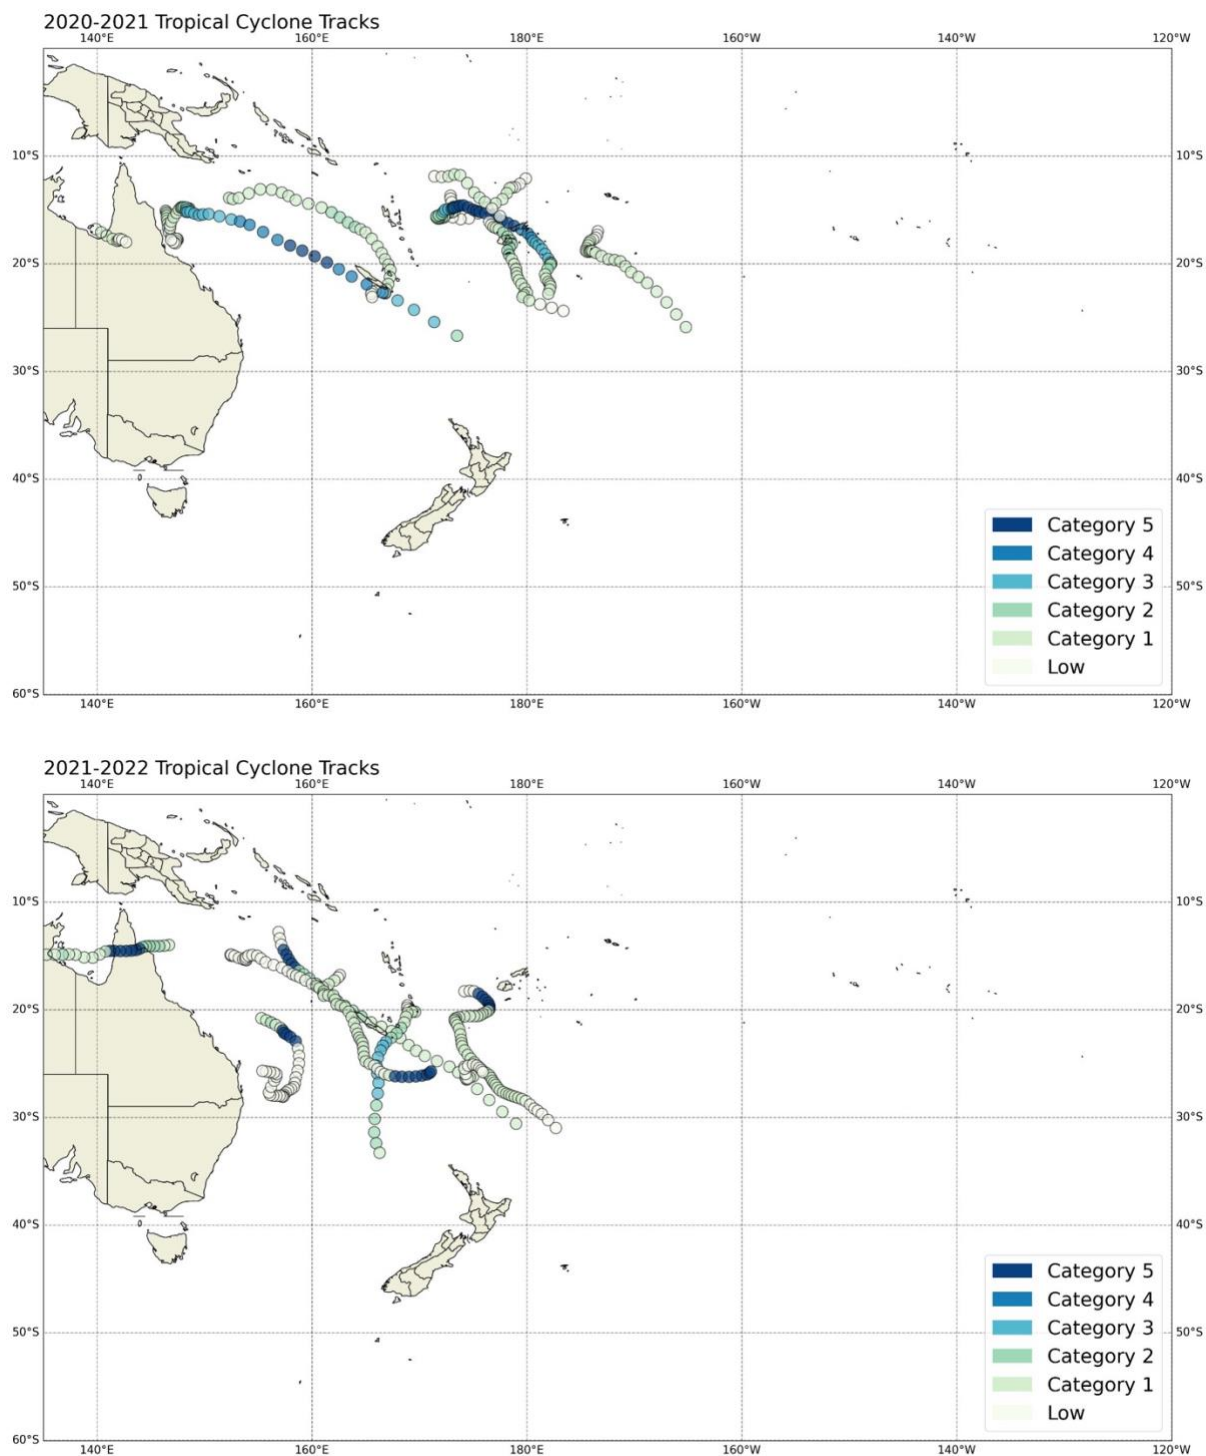 2020-2021 Tropical Cyclone Tracks
140°E 160°E 180°E 160°W 140°W 120°W
10°S 10°S
20°S 20°S
30°S 30°S
40°S 40°S
50°S 50°S
60°S
Category 5
Category 4
Category 3
Category 2
Category 1
Low
140°E 160°E 180°E 160°W 140°W 120°W
2021-2022 Tropical Cyclone Tracks
140°E 160°E 180°E 160°W 140°W 120°W
10°S 10°S
20°S 20°S
30°S 30°S
40°S 40°S
50°S 50°S
60°S
Category 5
Category 4
Category 3
Category 2
Category 1
Low
140°E 160°E 180°E 160°W 140°W 120°W